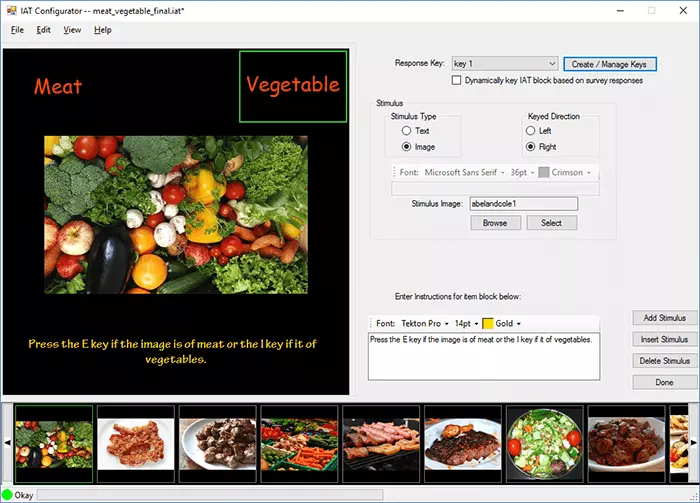 IAT Configurator -- meat_vegetable_final.iat*
File Edit View Help
Meat
Vegetable
Press the E key if the image is of meat or the I key if it of
vegetables.
Response Key: key 1 Create / Manage Keys
Dynamically key IAT block based on survey responses
Stimulus
Stimulus Type Keyed Direction
Text Left
Image Right
Font: Microsoft Sans Serif 36pt Crimson
Stimulus Image: abelandcole1
Browse Select
Enter Instructions for item block below:
Font: Tekton Pro 14pt Gold
Press the E key if the image is of meat or the I key if it of vegetables.
Add Stimulus
Insert Stimulus
Delete Stimulus
Done
Okay